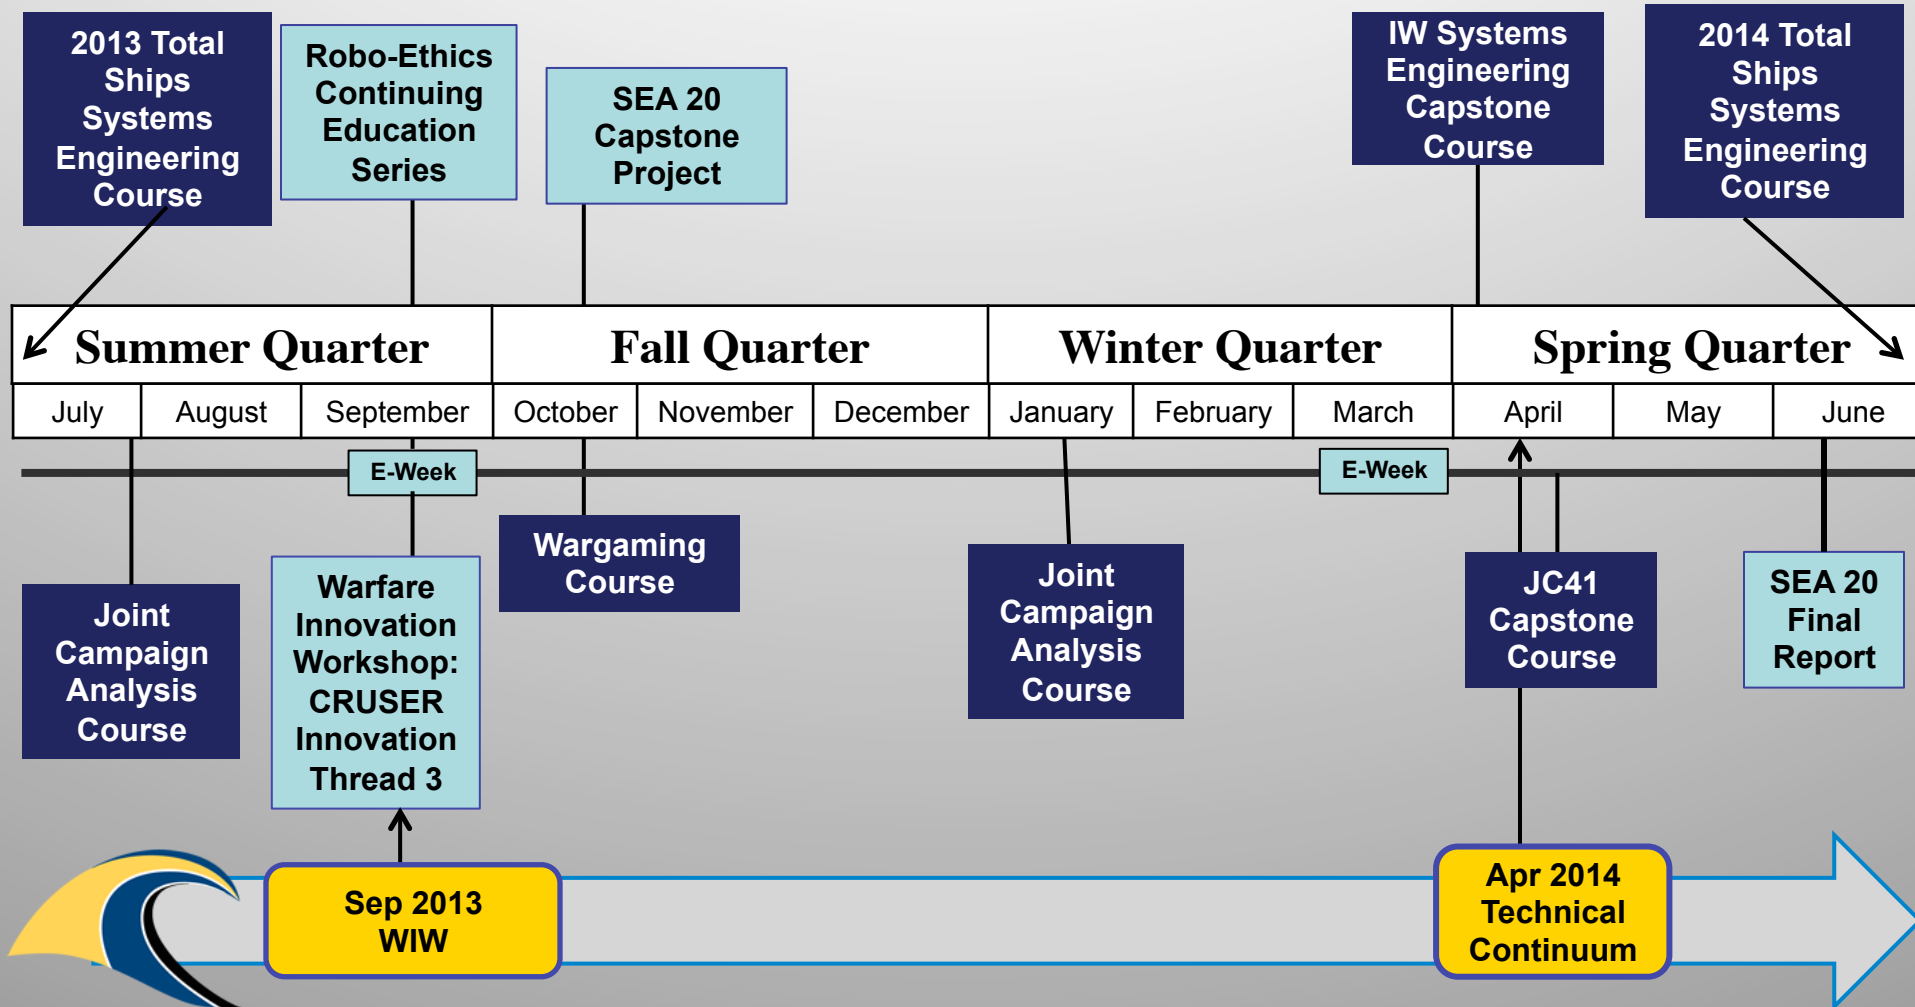 2013 Total
Ships
Systems
Engineering
Course
Robo-Ethics
Continuing
Education
Series
SEA 20
Capstone
Project
IW Systems
Engineering
Capstone
Course
2014 Total
Ships
Systems
Engineering
Course
Summer Quarter
Fall Quarter
Winter Quarter
Spring Quarter
July
August
September
October
November
December
January
February
March
April
May
June
E-Week
E-Week
Joint
Campaign
Analysis
Course
Warfare
Innovation
Workshop:
CRUSER
Innovation
Thread 3
Wargaming
Course
Joint
Campaign
Analysis
Course
JC41
Capstone
Course
SEA 20
Final
Report
Sep 2013
WIW
Apr 2014
Technical
Continuum